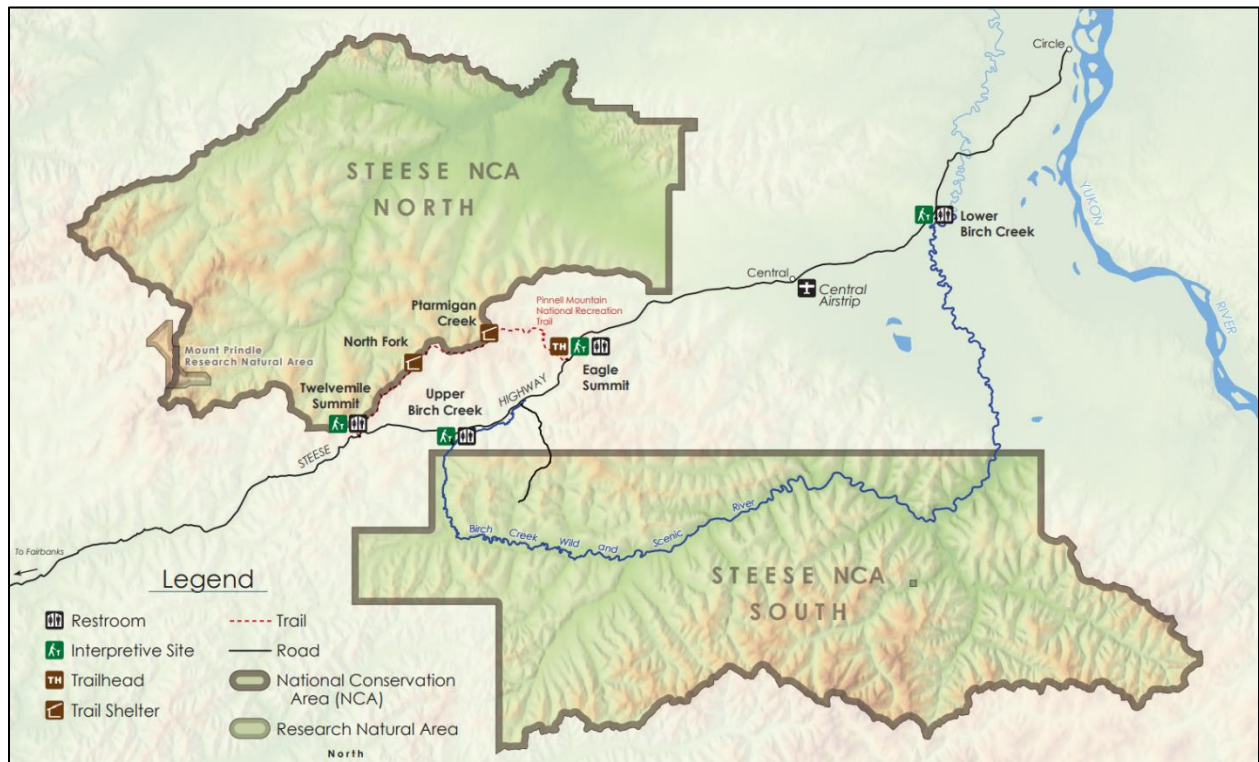 Circle
STEESE NCA
NORTH
YUKON
RIVER
Lower
Birch Creek
Central
Central
Airstrip
Ptarmigan
Creek
Pinnell Mountain
National Recreation
Trail
North Fork
Mount Prindle
Research Natural Area
TH
Eagle
Summit
Twelvemile
Summit
Upper
Birch Creek
STEESE
HIGHWAY
Birch Creek Wild and Scenic River
To Fairbanks
STEESE NCA
SOUTH
Legend
Restroom
Interpretive Site
TH Trailhead
Trail Shelter
Trail
Road
National Conservation
Area (NCA)
Research Natural Area
North